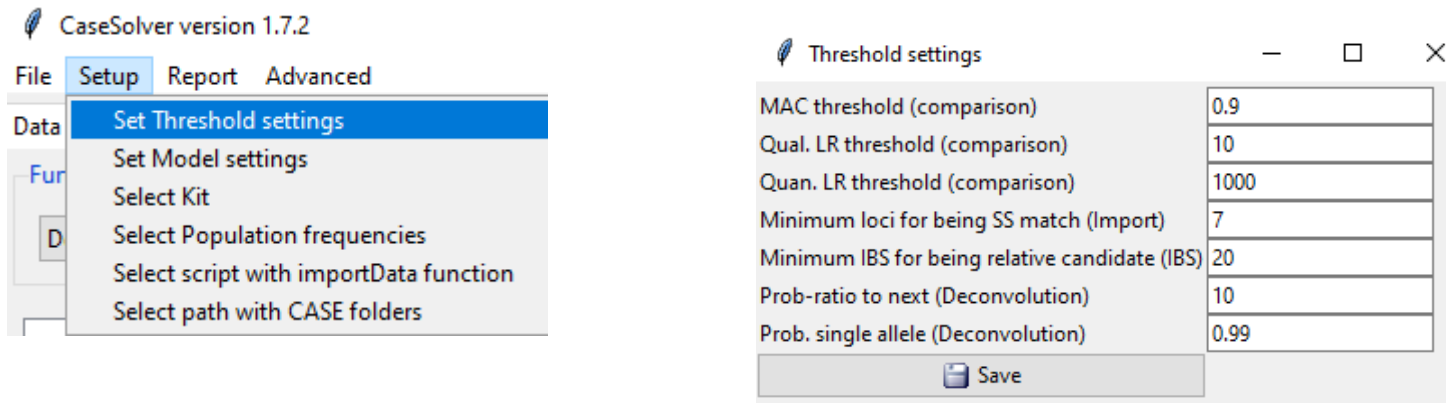 CaseSolver version 1.7.2
File Setup Report Advanced
Data
Set Threshold settings
Set Model settings
Fur
Select Kit
D
Select Population frequencies
Select script with importData function
Select path with CASE folders
Threshold settings
MAC threshold (comparison) 0.9
Qual. LR threshold (comparison) 10
Quan. LR threshold (comparison) 1000
Minimum loci for being SS match (Import) 7
Minimum IBS for being relative candidate (IBS) 20
Prob-ratio to next (Deconvolution) 10
Prob. single allele (Deconvolution) 0.99
Save